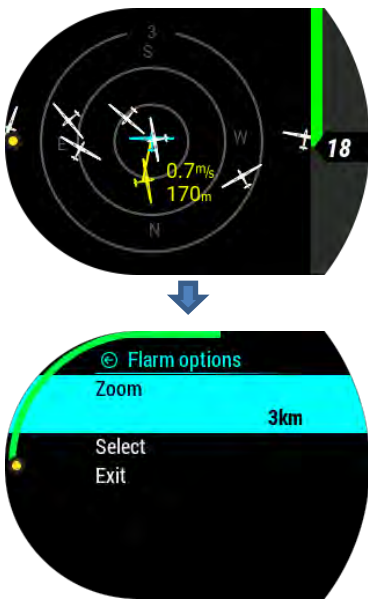 3
S
E
W
18
0.7m/s
170m
N
Flarm options
Zoom
3km
Select
Exit